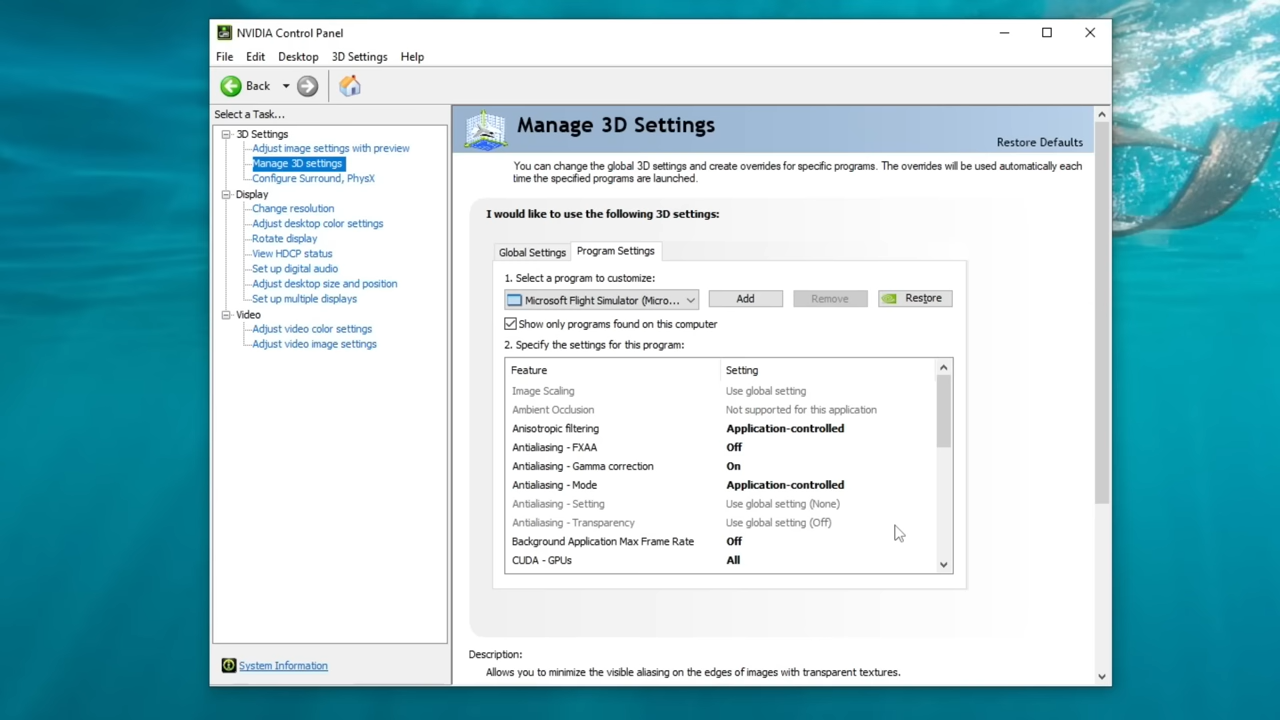 NVIDIA Control Panel
File Edit Desktop 3D Settings Help
Back
Select a Task...
3D Settings
Adjust image settings with preview
Manage 3D settings
Configure Surround, PhysX
Display
Change resolution
Adjust desktop color settings
Rotate display
View HDCP status
Set up digital audio
Adjust desktop size and position
Set up multiple displays
Video
Adjust video color settings
Adjust video image settings
System Information
Manage 3D Settings
Restore Defaults
You can change the global 3D settings and create overrides for specific programs. The overrides will be used automatically each
time the specified programs are launched.
I would like to use the following 3D settings:
Global Settings Program Settings
1. Select a program to customize:
Microsoft Flight Simulator (Micro... Add Remove Restore
Show only programs found on this computer
2. Specify the settings for this program:
Feature Setting
Image Scaling Use global setting
Ambient Occlusion Not supported for this application
Anisotropic filtering Application-controlled
Antialiasing - FXAA Off
Antialiasing - Gamma correction On
Antialiasing - Mode Application-controlled
Antialiasing - Setting Use global setting (None)
Antialiasing - Transparency Use global setting (Off)
Background Application Max Frame Rate Off
CUDA - GPUs All
Description:
Allows you to minimize the visible aliasing on the edges of images with transparent textures.